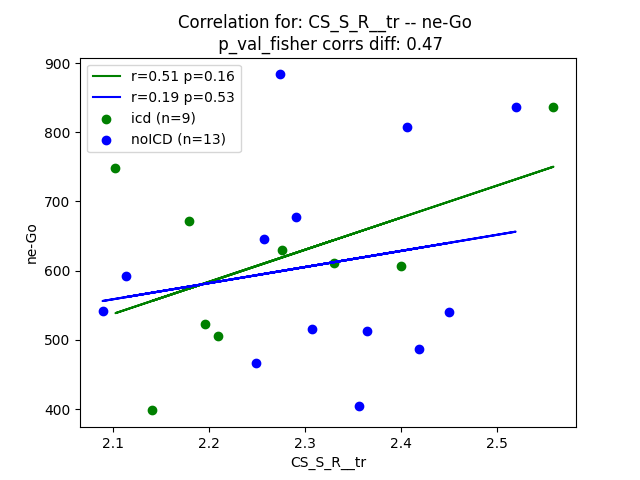 Correlation for: CS_S_R__tr -- ne-Go
p_val_fisher corrs diff: 0.47
r=0.51 p=0.16
r=0.19 p=0.53
icd (n=9)
noICD (n=13)
900
800
700
600
500
400
ne-Go
2.1 2.2 2.3 2.4 2.5
CS_S_R__tr